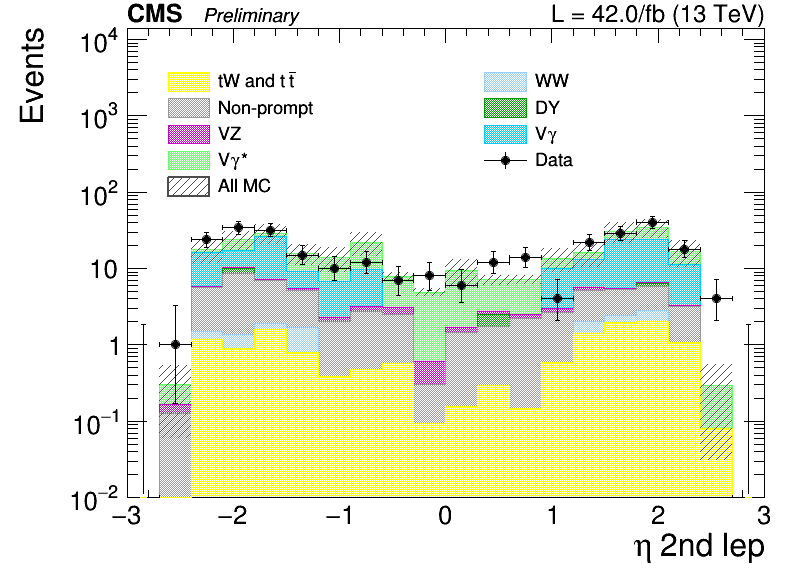 CMS Preliminary L = 42.0/fb (13 TeV)
Events
10⁴
10³
10²
10
1
10⁻¹
10⁻²
tW and t t̅
Non-prompt
VZ
Vγ*
All MC
WW
DY
Vγ
Data
−3 −2 −1 0 1 2 3
η 2nd lep